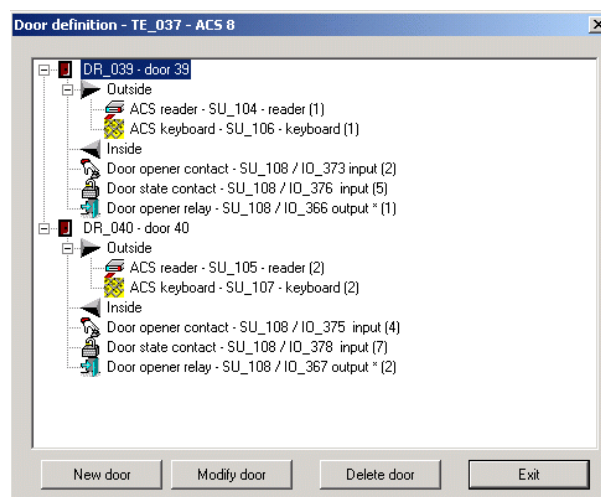 Door definition - TE_037 - ACS 8
DR_039 - door 39
Outside
ACS reader - SU_104 - reader (1)
ACS keyboard - SU_106 - keyboard (1)
Inside
Door opener contact - SU_108 / IO_373 input (2)
Door state contact - SU_108 / IO_376 input (5)
Door opener relay - SU_108 / IO_366 output * (1)
DR_040 - door 40
Outside
ACS reader - SU_105 - reader (2)
ACS keyboard - SU_107 - keyboard (2)
Inside
Door opener contact - SU_108 / IO_375 input (4)
Door state contact - SU_108 / IO_378 input (7)
Door opener relay - SU_108 / IO_367 output * (2)
New door Modify door Delete door Exit